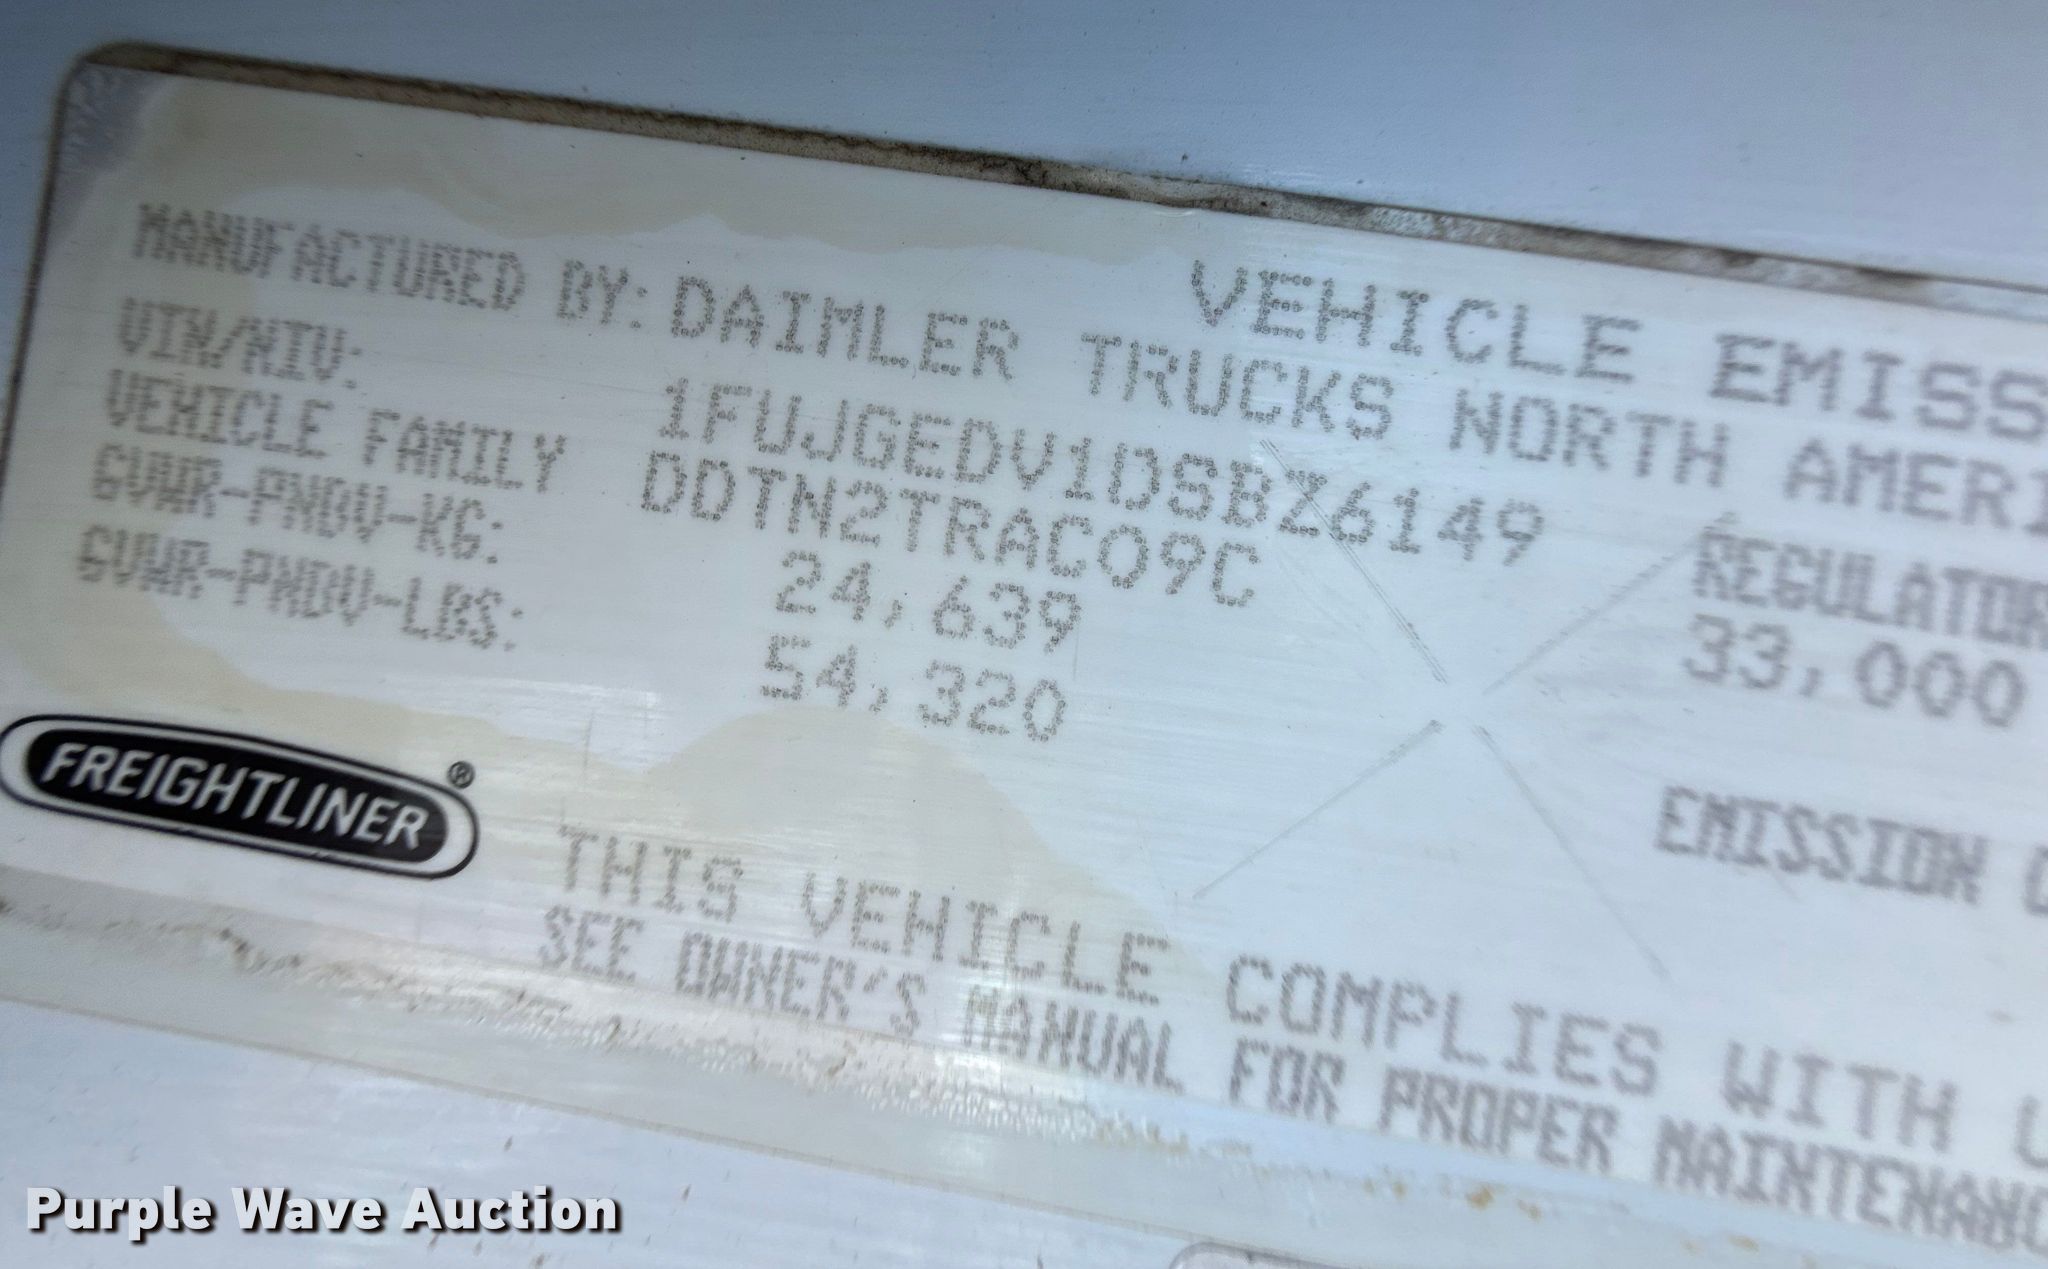 VEHICLE EMISS
MANUFACTURED BY: DAIMLER TRUCKS NORTH AMERI
VIN/NIV: 1FUJGEDV1DSBZ6149
VEHICLE FAMILY DDTN2TRACO9C
REGULATOR
GVWR-PNBV-KG: 24,639
33,000
GVWR-PNBV-LBS: 54,320
FREIGHTLINER®
EMISSION C
THIS VEHICLE COMPLIES WITH U
SEE OWNER'S MANUAL FOR PROPER MAINTENANC
Purple Wave Auction